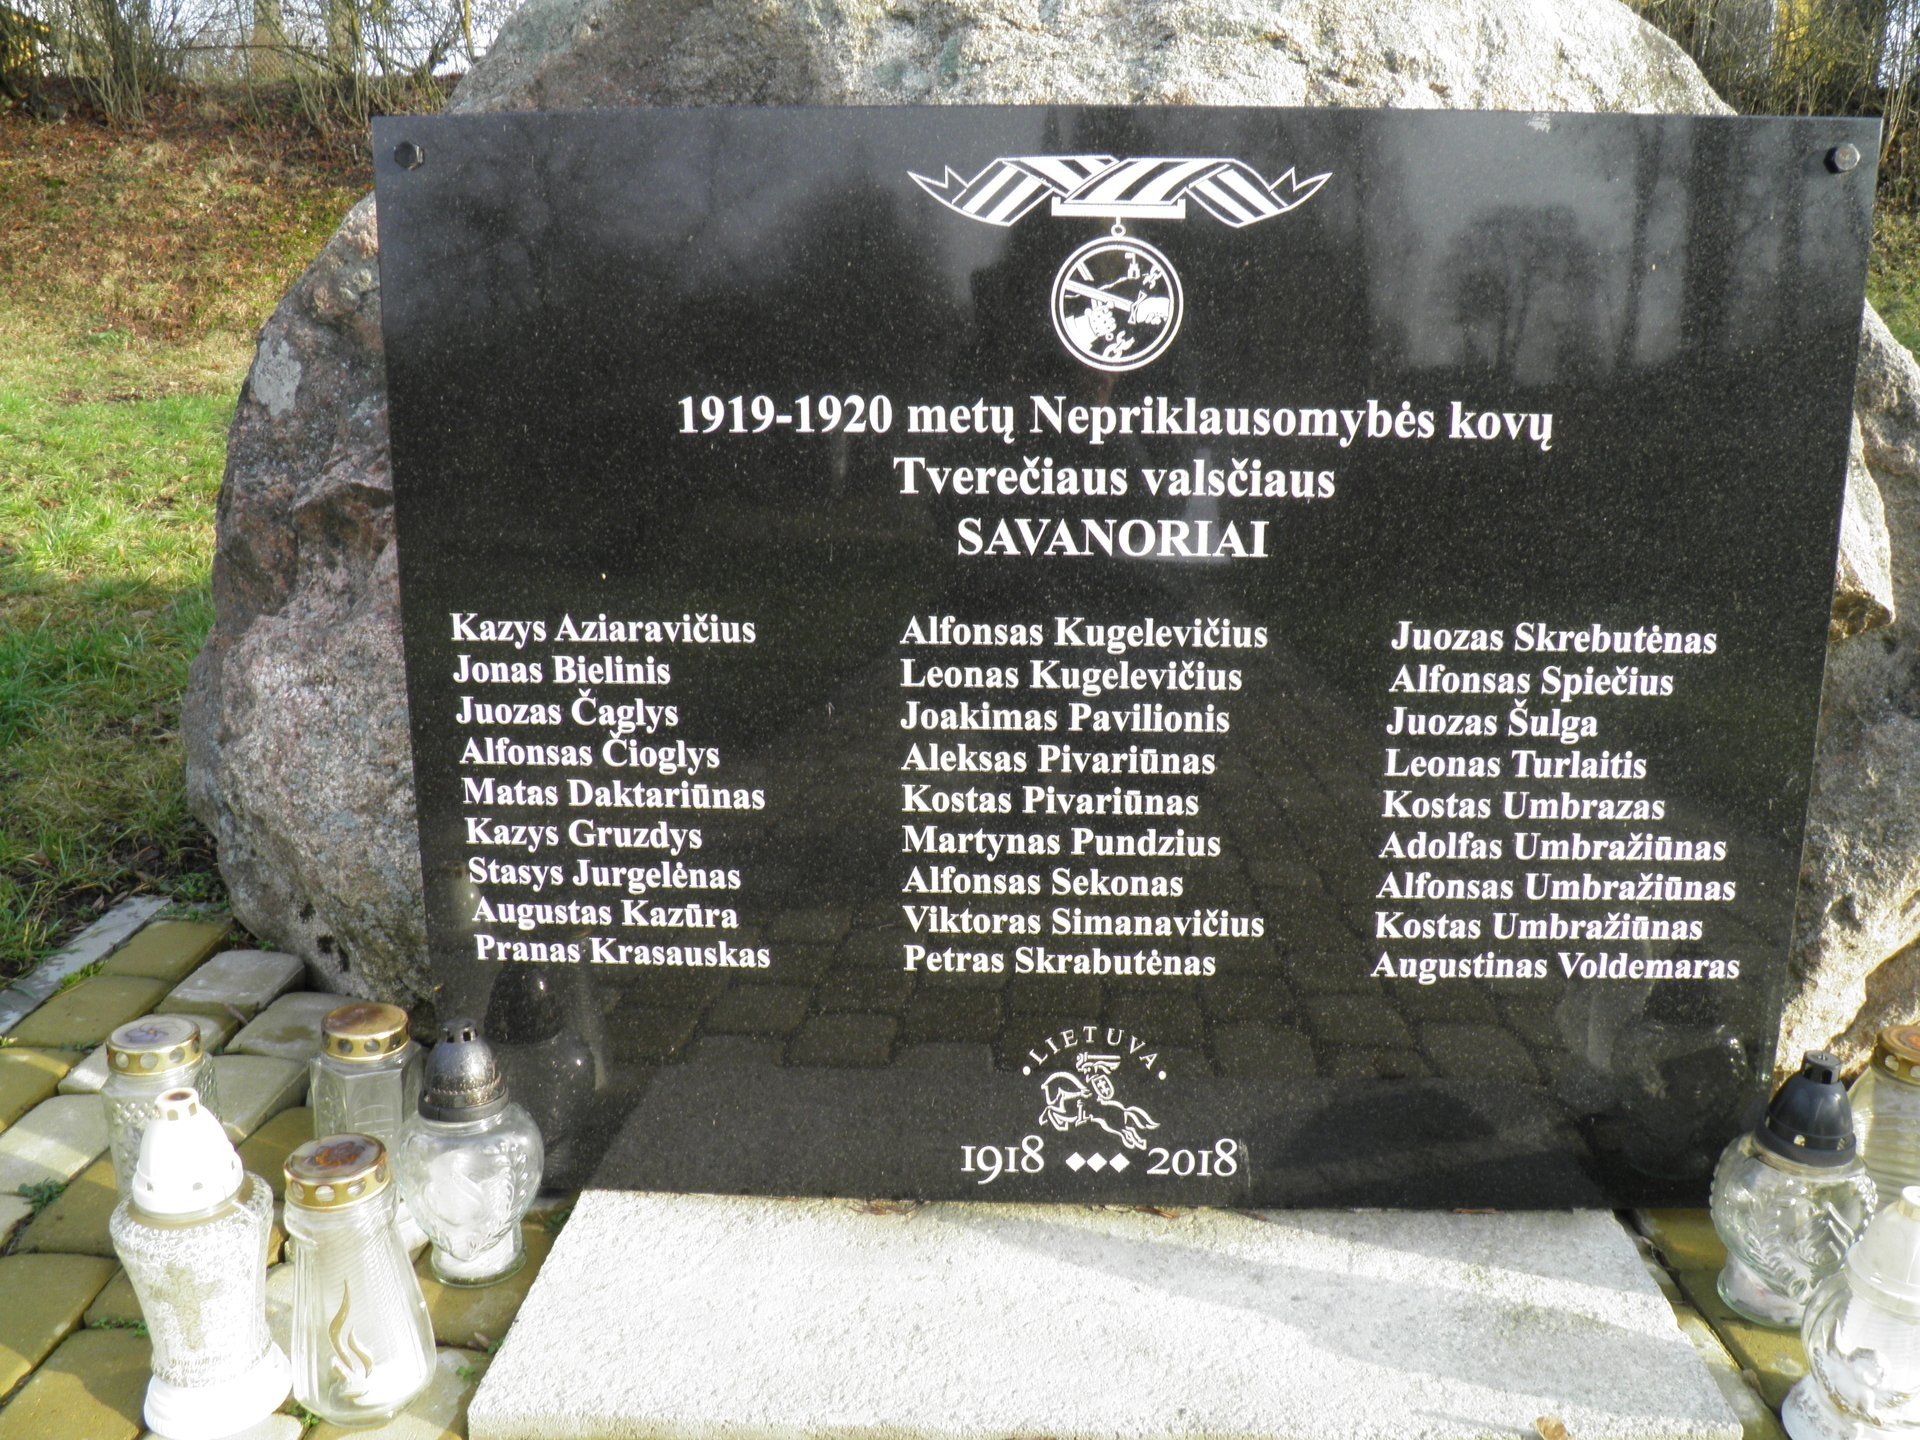 1919-1920 metų Nepriklausomybės kovų
Tverečiaus valsčiaus
SAVANORIAI
Kazys Aziaravičius
Jonas Bielinis
Juozas Čaglys
Alfonsas Čioglys
Matas Daktariūnas
Kazys Gruzdys
Stasys Jurgelėnas
Augustas Kazūra
Pranas Krasauskas
Alfonsas Kugelevičius
Leonas Kugelevičius
Joakimas Pavilionis
Aleksas Pivariūnas
Kostas Pivariūnas
Martynas Pundzius
Alfonsas Sekonas
Viktoras Simanavičius
Petras Skrabutėnas
Juozas Skrebutėnas
Alfonsas Spiečius
Juozas Šulga
Leonas Turlaitis
Kostas Umbrazas
Adolfas Umbražiūnas
Alfonsas Umbražiūnas
Kostas Umbražiūnas
Augustinas Voldemaras
LIETUVA
1918 ◆◆◆ 2018